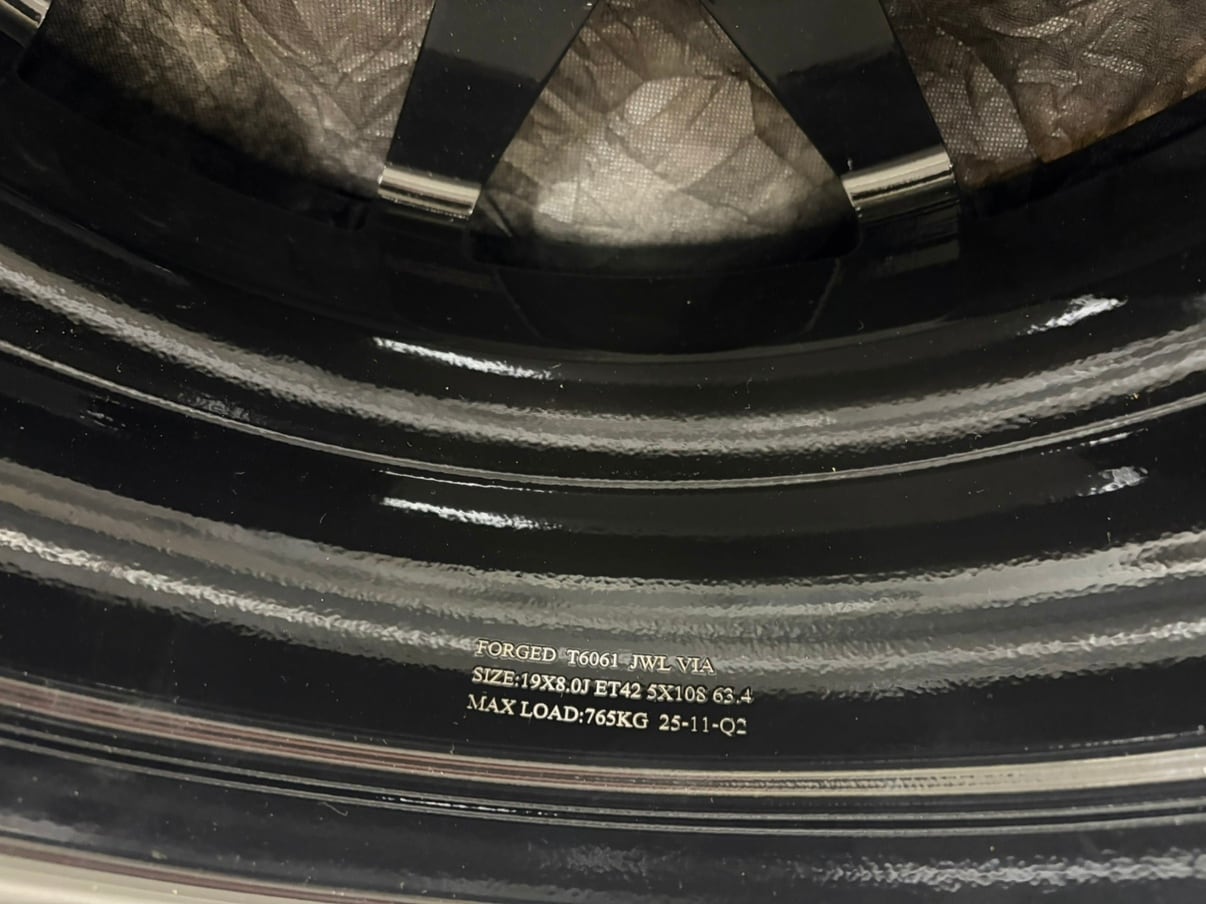 FORGED T6061 JWL VIA
SIZE:19X8.0J ET42 5X108 63.4
MAX LOAD:765KG 25-11-Q2